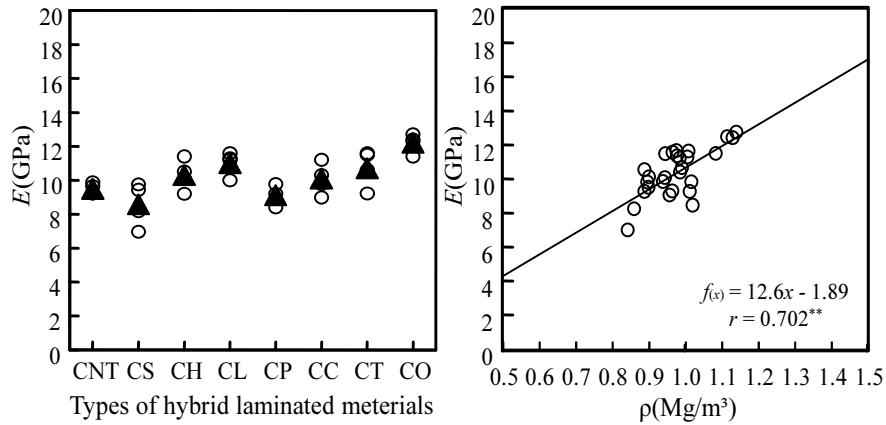 20
18
16
14
12
10
8
6
4
2
0
E(GPa)
CNT CS CH CL CP CC CT CO
Types of hybrid laminated meterials
20
18
16
14
12
10
8
6
4
2
0
E(GPa)
f(x) = 12.6x - 1.89
r = 0.702**
0.5 0.6 0.7 0.8 0.9 1.0 1.1 1.2 1.3 1.4 1.5
ρ(Mg/m³)